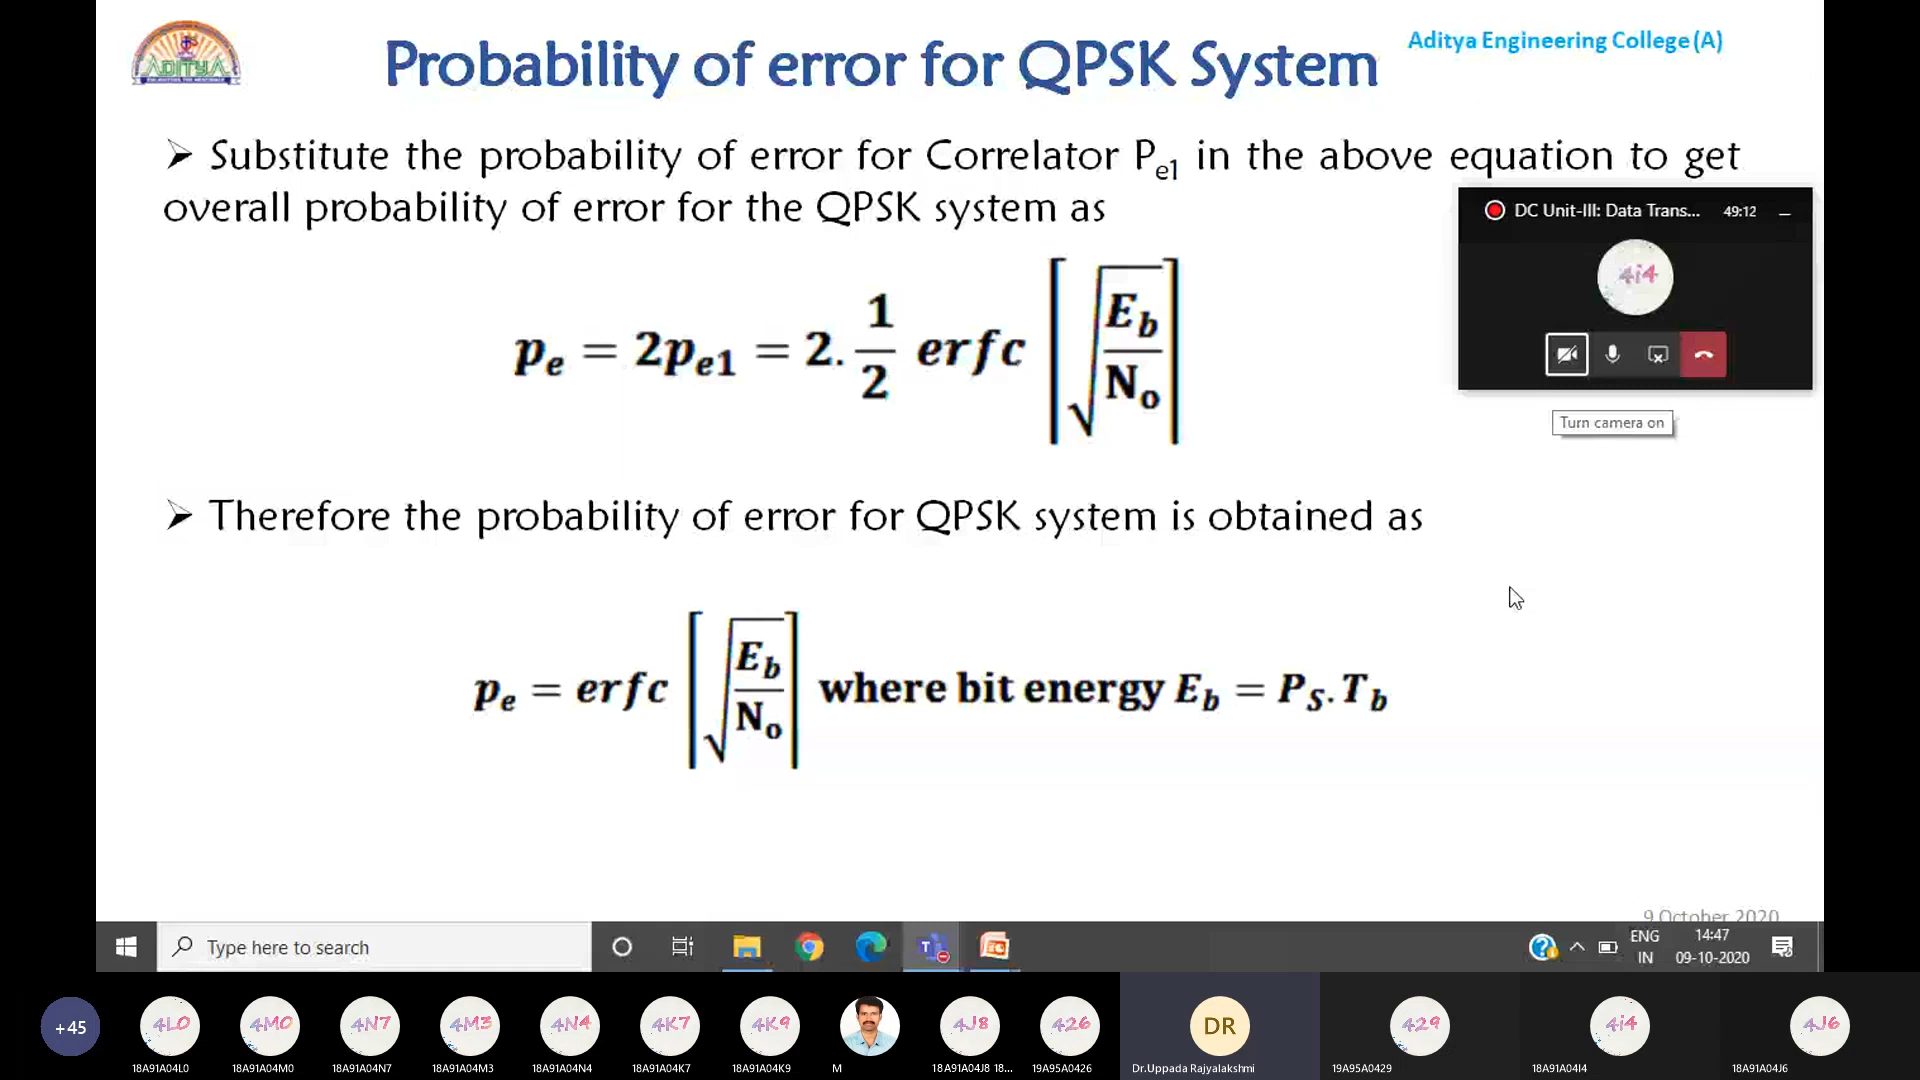 ADITYA
Probability of error for QPSK System
Aditya Engineering College (A)
➢ Substitute the probability of error for Correlator Pe1 in the above equation to get
overall probability of error for the QPSK system as
pe = 2pe1 = 2. 1/2 erfc [√(Eb/No)]
DC Unit-III: Data Trans... 49:12
4i4
Turn camera on
➢ Therefore the probability of error for QPSK system is obtained as
pe = erfc [√(Eb/No)] where bit energy Eb = PS.Tb
9 October 2020
Type here to search
ENG
IN
14:47
09-10-2020
+45
4L0
4M0
4N7
4M3
4N4
4K7
4K9
4J8
426
DR
429
4i4
4J6
18A91A04L0
18A91A04M0
18A91A04N7
18A91A04M3
18A91A04N4
18A91A04K7
18A91A04K9
M
18A91A04J8 18...
19A95A0426
Dr.Uppada Rajyalakshmi
19A95A0429
18A91A04I4
18A91A04J6